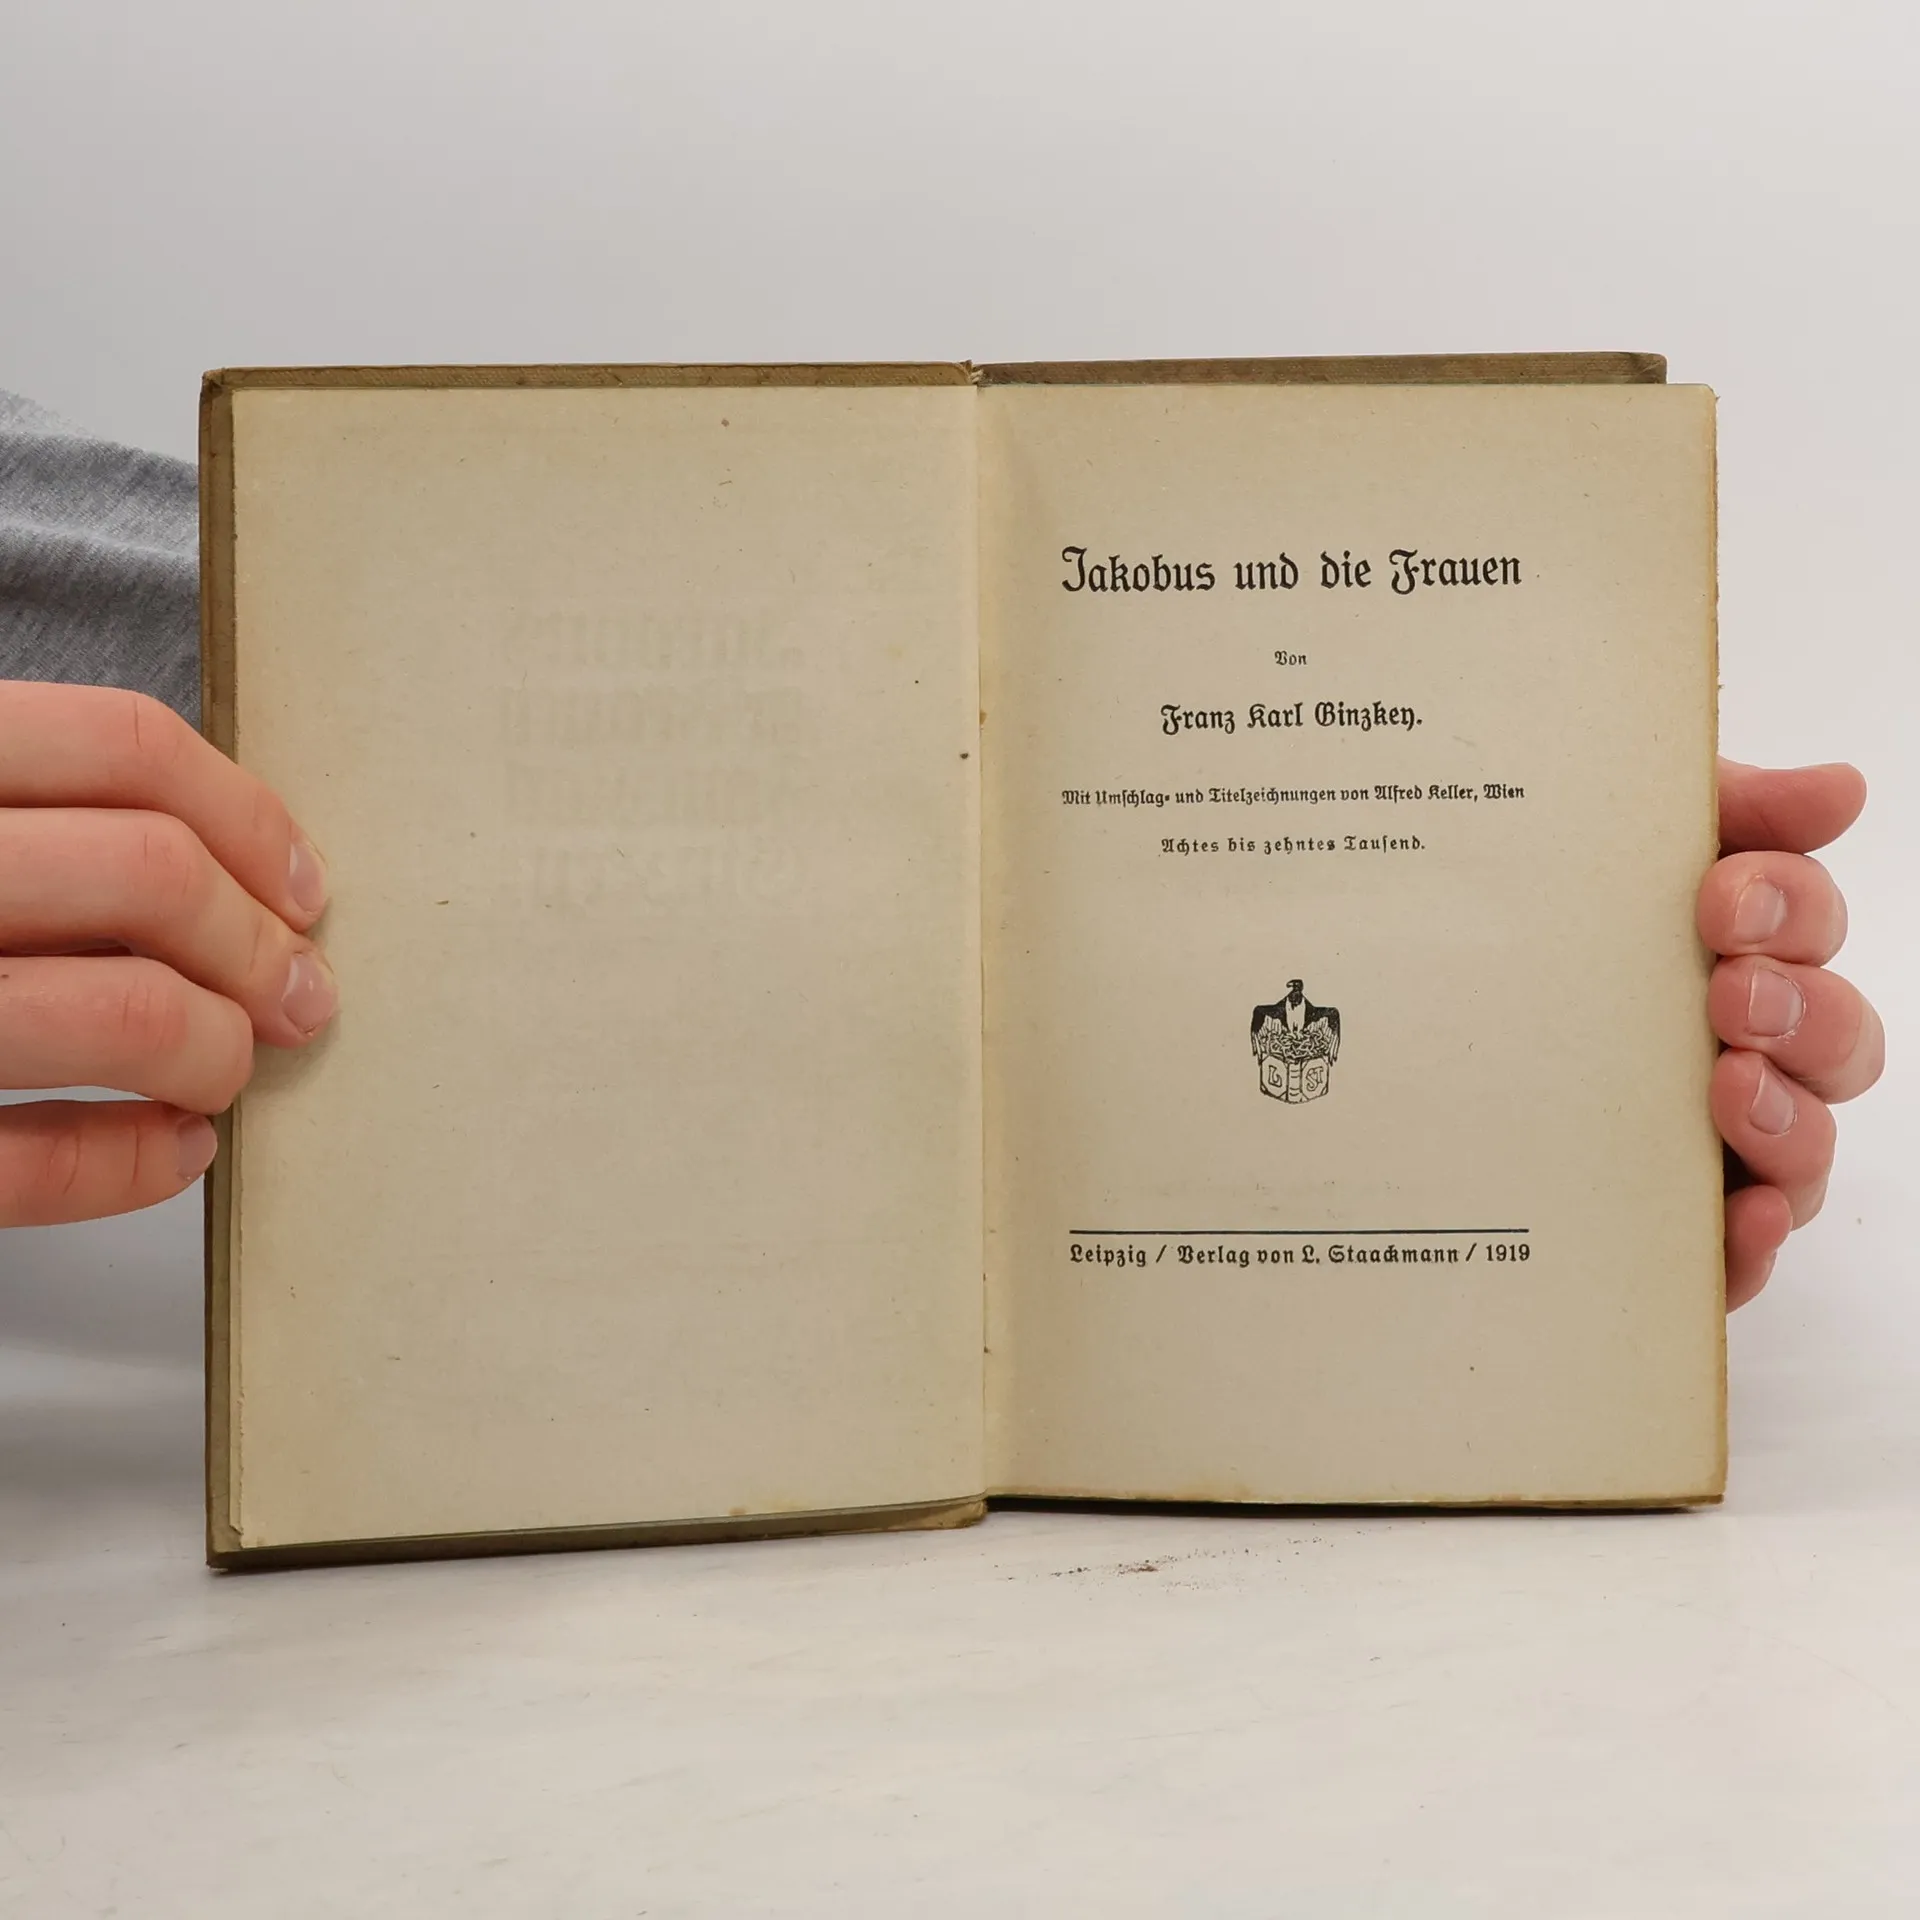 Jakobus und die Frauen
Von
Franz Karl Ginzkey.
Mit Umschlag- und Titelzeichnungen von Alfred Keller, Wien
Achtes bis zehntes Tausend.
L ST
Leipzig / Verlag von L. Staackmann / 1919